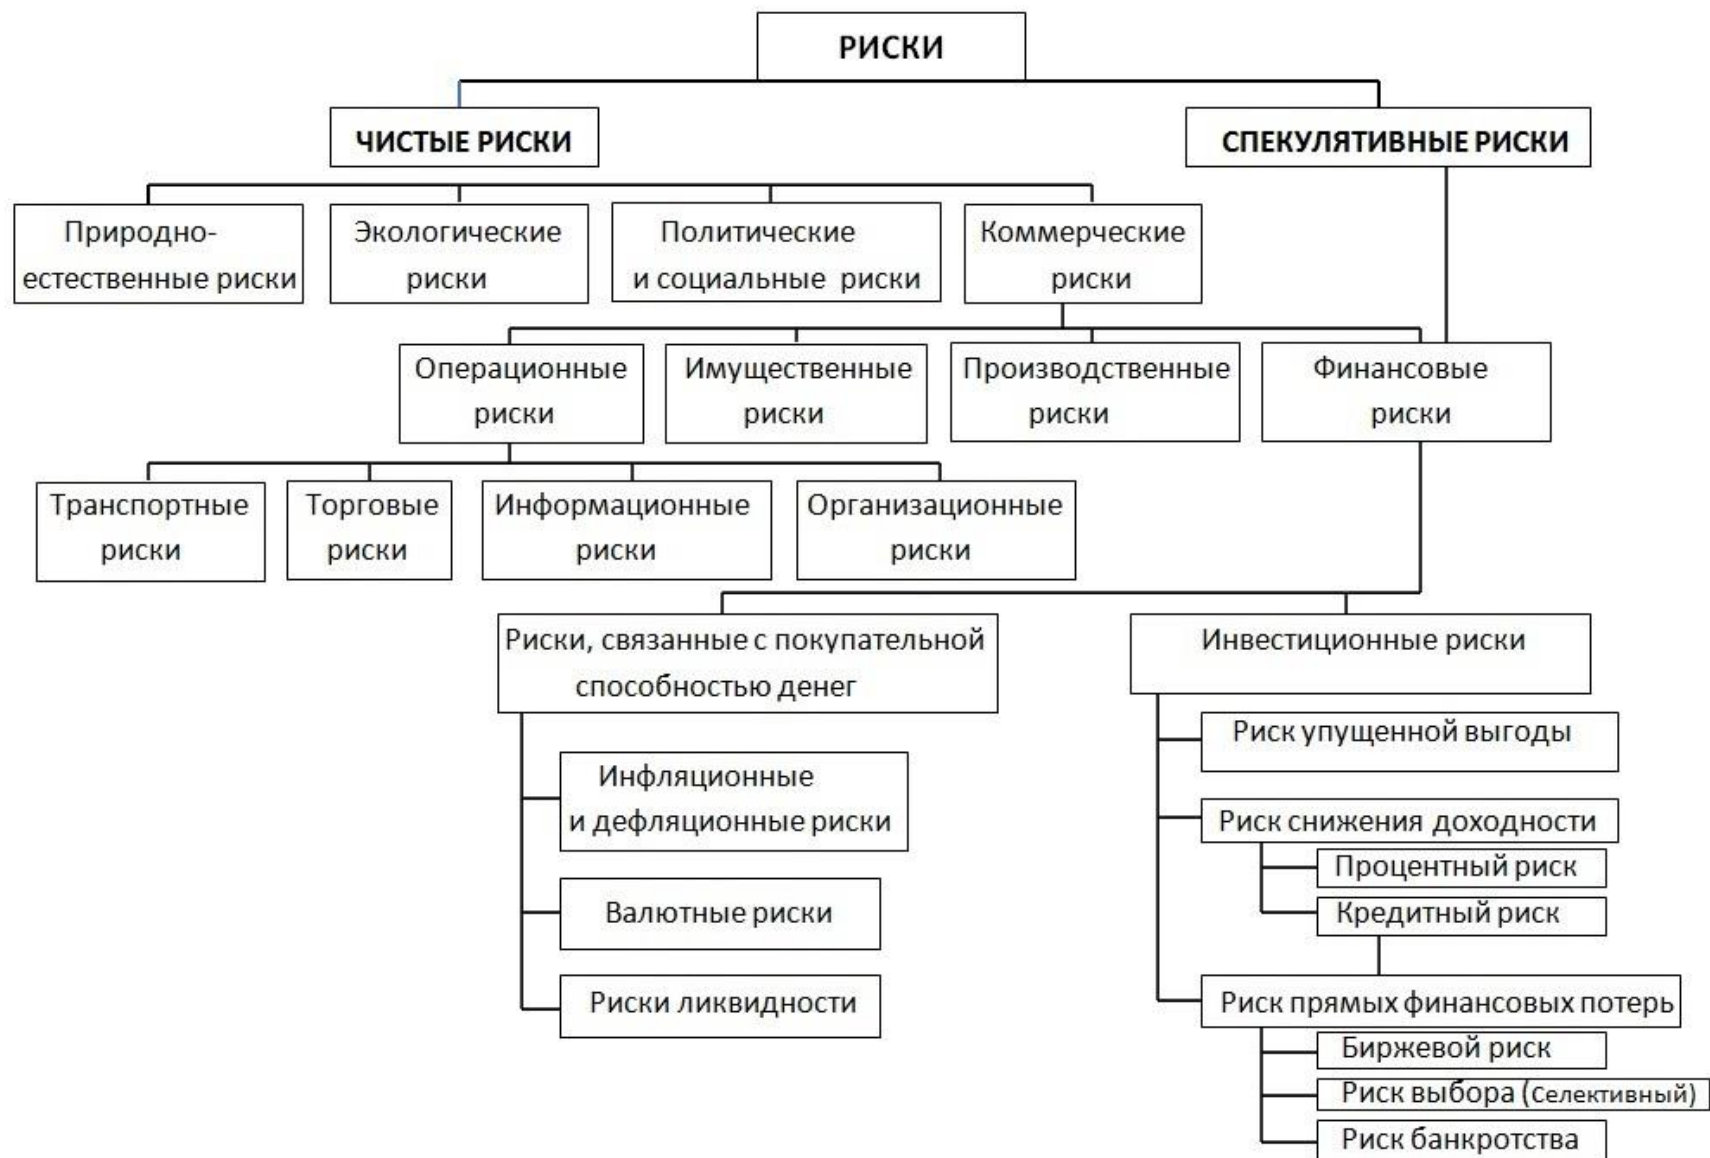 РИСКИ
ЧИСТЫЕ РИСКИ
СПЕКУЛЯТИВНЫЕ РИСКИ
Природно-
естественные риски
Экологические
риски
Политические
и социальные риски
Коммерческие
риски
Операционные
риски
Имущественные
риски
Производственные
риски
Финансовые
риски
Транспортные
риски
Торговые
риски
Информационные
риски
Организационные
риски
Риски, связанные с покупательной
способностью денег
Инфляционные
и дефляционные риски
Валютные риски
Риски ликвидности
Инвестиционные риски
Риск упущенной выгоды
Риск снижения доходности
Процентный риск
Кредитный риск
Риск прямых финансовых потерь
Биржевой риск
Риск выбора (Селективный)
Риск банкротства